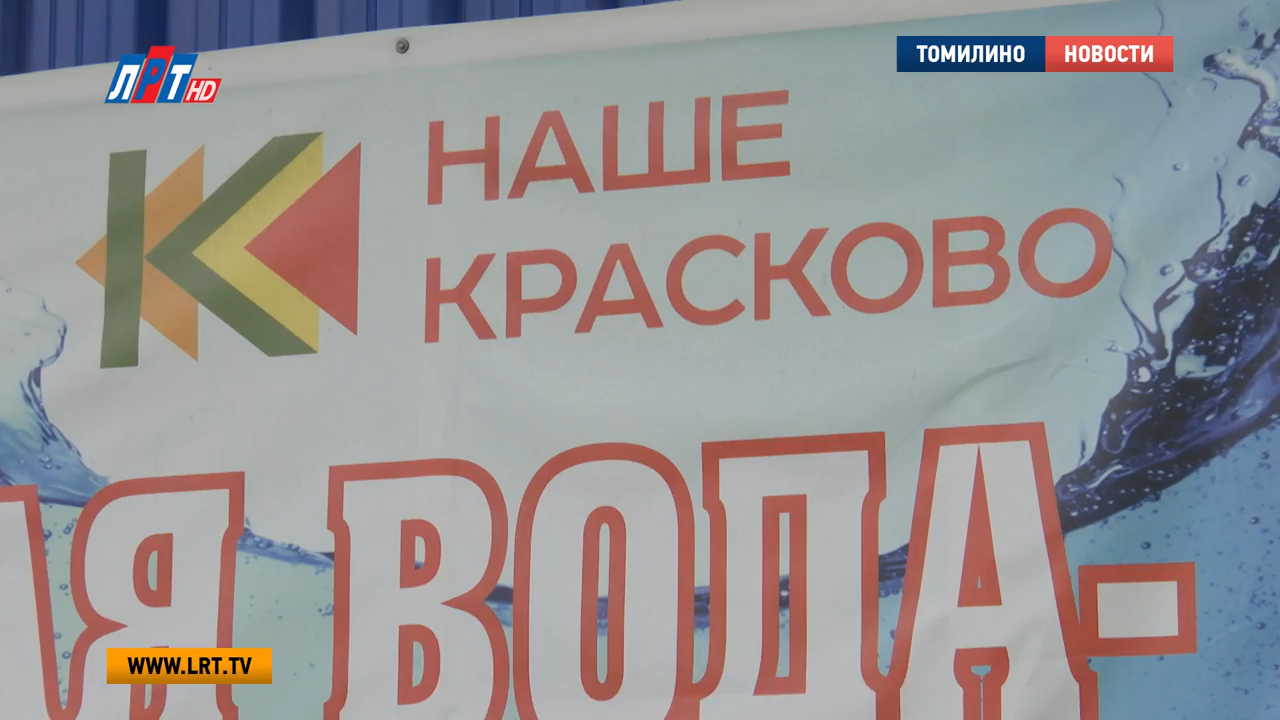 ЛРТ HD
ТОМИЛИНО НОВОСТИ
НАШЕ
КРАСКОВО
ВОДА-
WWW.LRT.TV